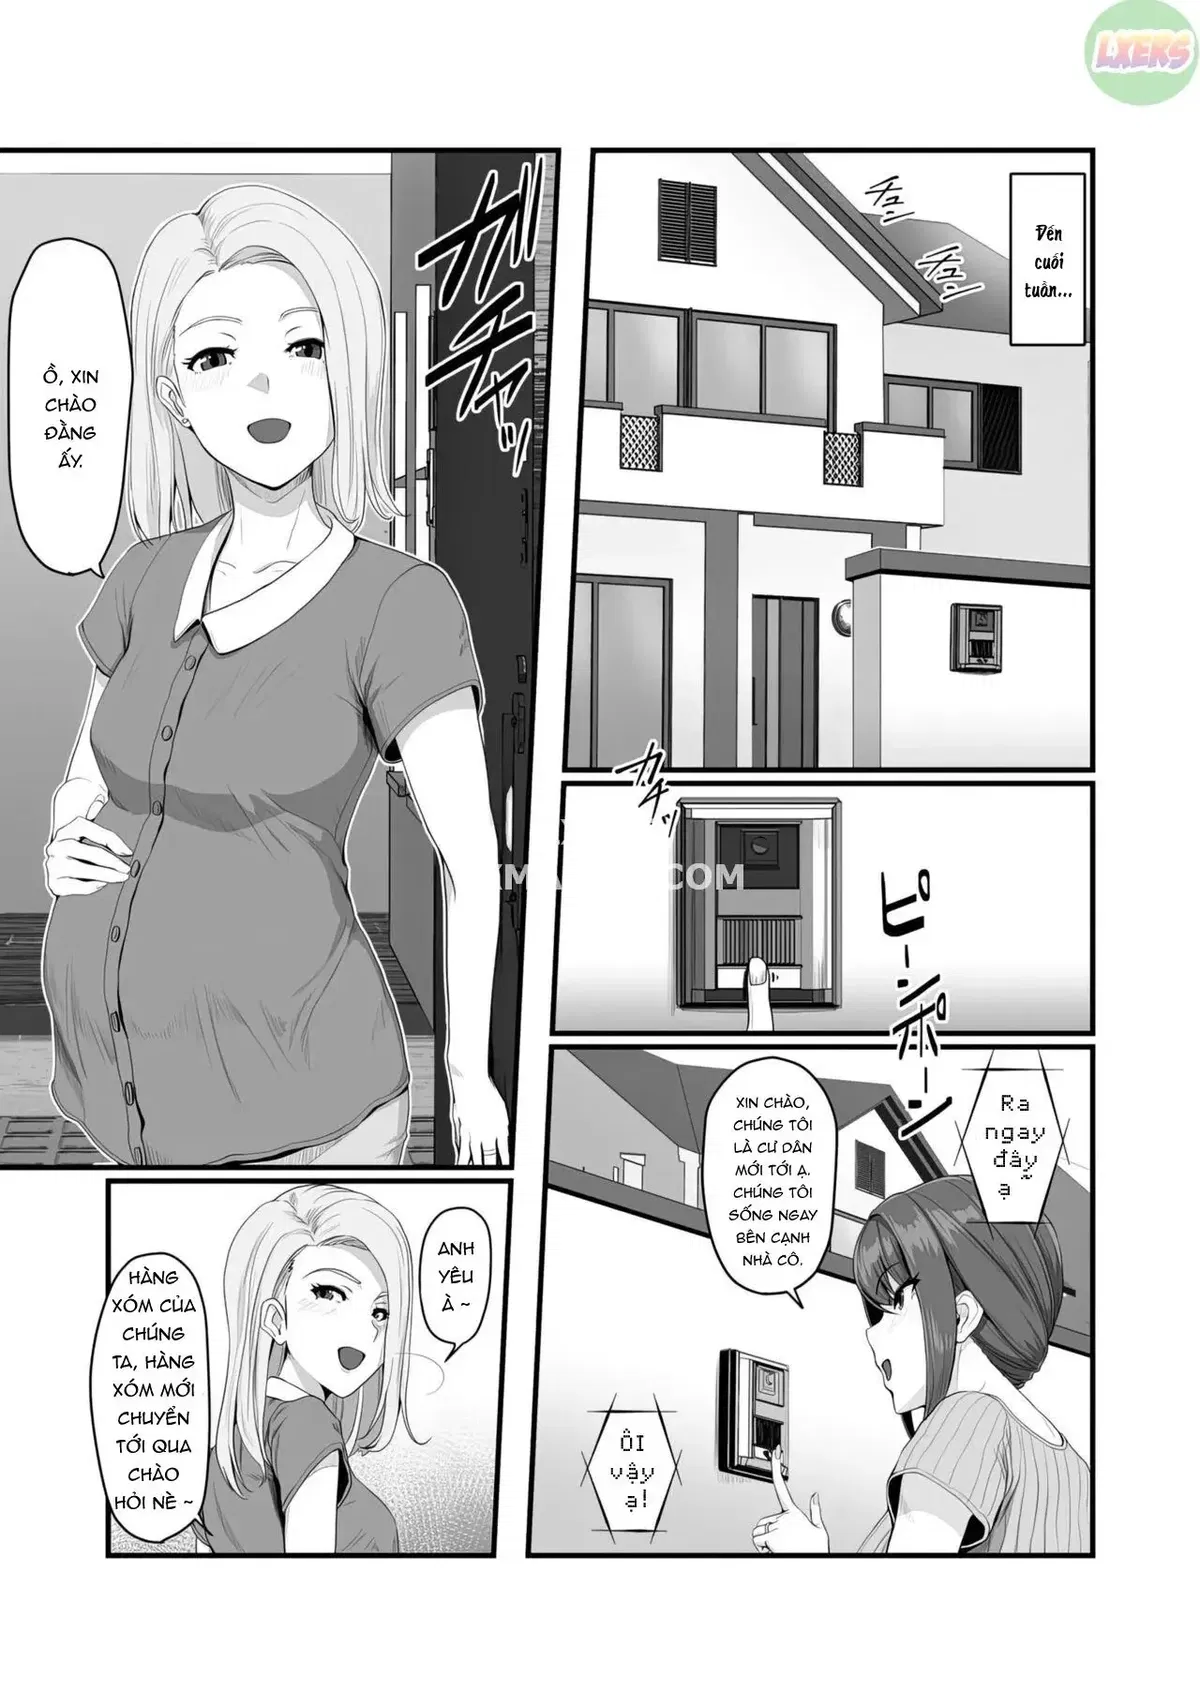 LXERS
Đến
cuối
tuần...
チュン
チュン
カチッ
ピーンポーン
XIN CHÀO,
CHÚNG TÔI
LÀ CƯ DÂN
MỚI TỚI Ạ.
CHÚNG TÔI
SỐNG NGAY
BÊN CẠNH
NHÀ CÔ.
ÔI
vậy
ạ!
Ra
ngay
đây
ạ~
ガチャッ
Ồ, XIN
CHÀO
ĐẰNG
ẤY.
ANH
YÊU
À ~
HÀNG
XÓM CỦA
CHÚNG
TA, HÀNG
XÓM MỚI
CHUYỂN
TỚI QUA
CHÀO
HỎI NÈ ~